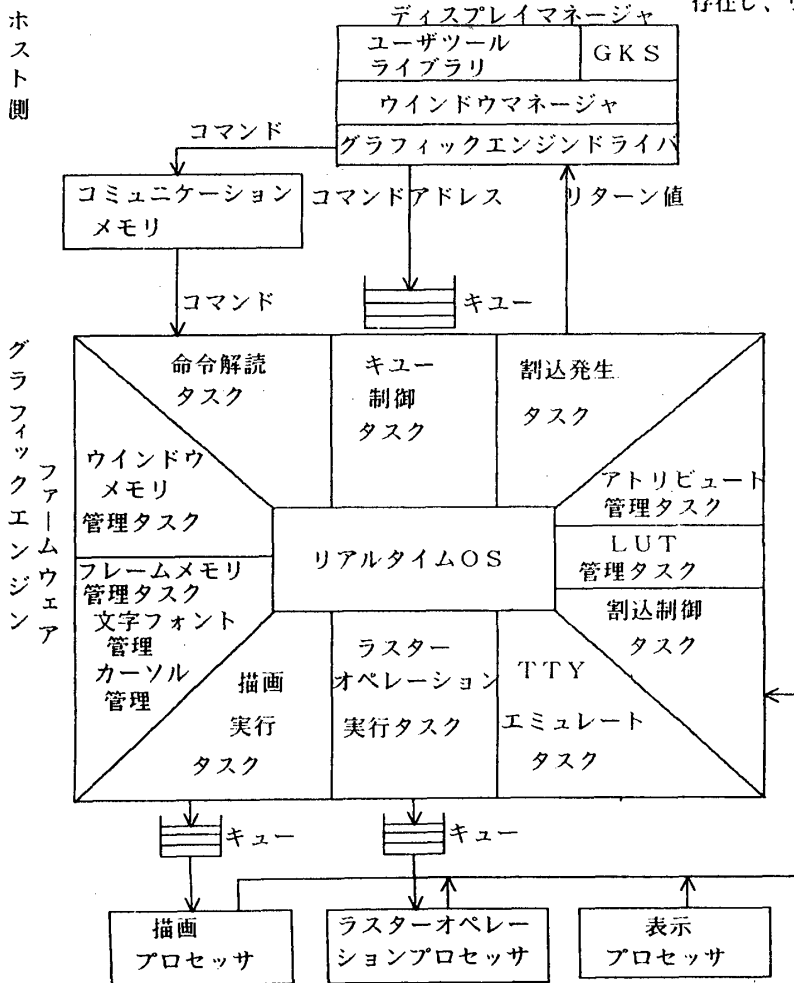 存在し、
ホスト側
ディスプレイマネージャ
ユーザツール
ライブラリ
GKS
ウインドウマネージャ
グラフィックエンジンドライバ
コマンド
コミュニケーション
メモリ
コマンドアドレス
リターン値
コマンド
キュー
グラフィックエンジン
ファームウェア
命令解読
タスク
キュー
制御
タスク
割込発生
タスク
ウインドウ
メモリ
管理タスク
アトリビュート
管理タスク
リアルタイムOS
LUT
管理タスク
フレームメモリ
管理タスク
文字フォント
管理
カーソル
管理
割込制御
タスク
描画
実行
タスク
ラスター
オペレーション
実行タスク
TTY
エミュレート
タスク
キュー
キュー
描画
プロセッサ
ラスターオペレー
ションプロセッサ
表示
プロセッサ